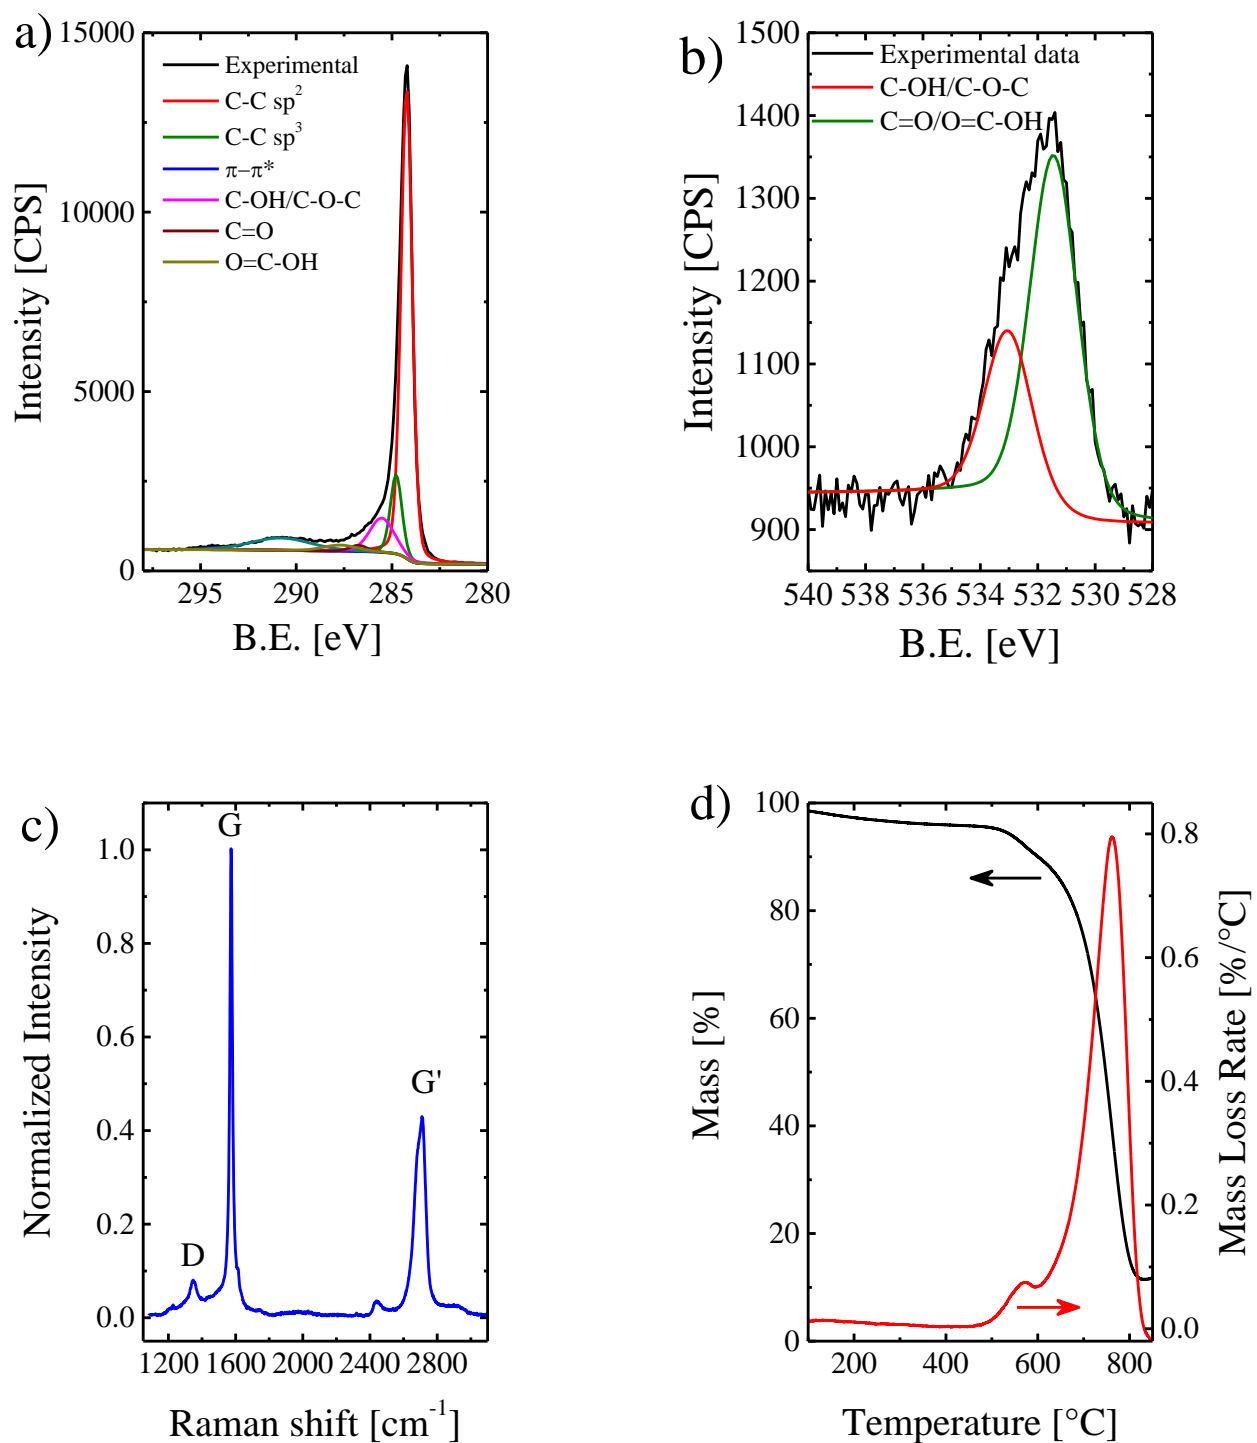 a)
15000
10000
5000
0
Intensity [CPS]
Experimental
C-C sp²
C-C sp³
π–π*
C-OH/C-O-C
C=O
O=C-OH
295 290 285 280
B.E. [eV]
b)
1500
1400
1300
1200
1100
1000
900
Intensity [CPS]
Experimental data
C-OH/C-O-C
C=O/O=C-OH
540 538 536 534 532 530 528
B.E. [eV]
c)
1.0
0.8
0.6
0.4
0.2
0.0
Normalized Intensity
G
G'
D
1200 1600 2000 2400 2800
Raman shift [cm⁻¹]
d)
100
80
60
40
20
0
Mass [%]
0.8
0.6
0.4
0.2
0.0
Mass Loss Rate [%/°C]
200 400 600 800
Temperature [°C]